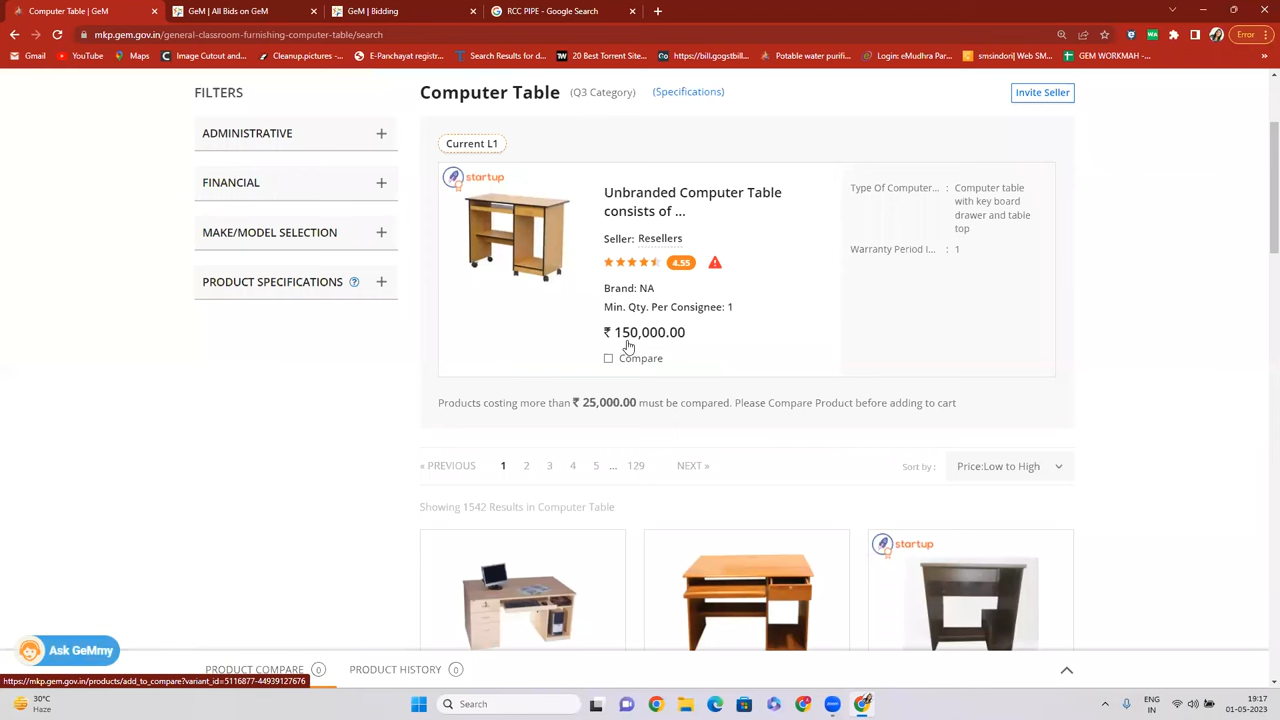 GeM | Computer Table
GeM | All on GeM
GeM | Bidding
RCC PIPE - Google Search
mkp.gem.gov.in/general-classroom-furnishing-computer-table/search
Error
Gmail
YouTube
Maps
Image Cutout and...
Cleanup.pictures -...
E-Panchayat regist...
Search Results for d...
20 Best Torrent Site...
https://bill.gogstbill...
Potable water purifi...
Login: eMudhra Par...
smsindori| Web SM...
GEM WORKMAH -...
FILTERS
ADMINISTRATIVE
FINANCIAL
MAKE/MODEL SELECTION
PRODUCT SPECIFICATIONS
Computer Table (Q3 Category) (Specifications)
Invite Seller
Current L1
startup
Unbranded Computer Table
consists of ...
Seller: Resellers
4.55
Brand: NA
Min. Qty. Per Consignee: 1
₹ 150,000.00
Compare
Type Of Computer... : Computer table
with key board
drawer and table
top
Warranty Period I... : 1
Products costing more than ₹ 25,000.00 must be compared. Please Compare Product before adding to cart
« PREVIOUS 1 2 3 4 5 ... 129 NEXT »
Sort by : Price:Low to High
Showing 1542 Results in Computer Table
startup
Ask GeMmy
PRODUCT COMPARE 0
PRODUCT HISTORY 0
https://mkp.gem.gov.in/products/add_to_compare?variant_id=5116877-44939127676
30°C
Haze
Search
ENG
IN
19:17
01-05-2023